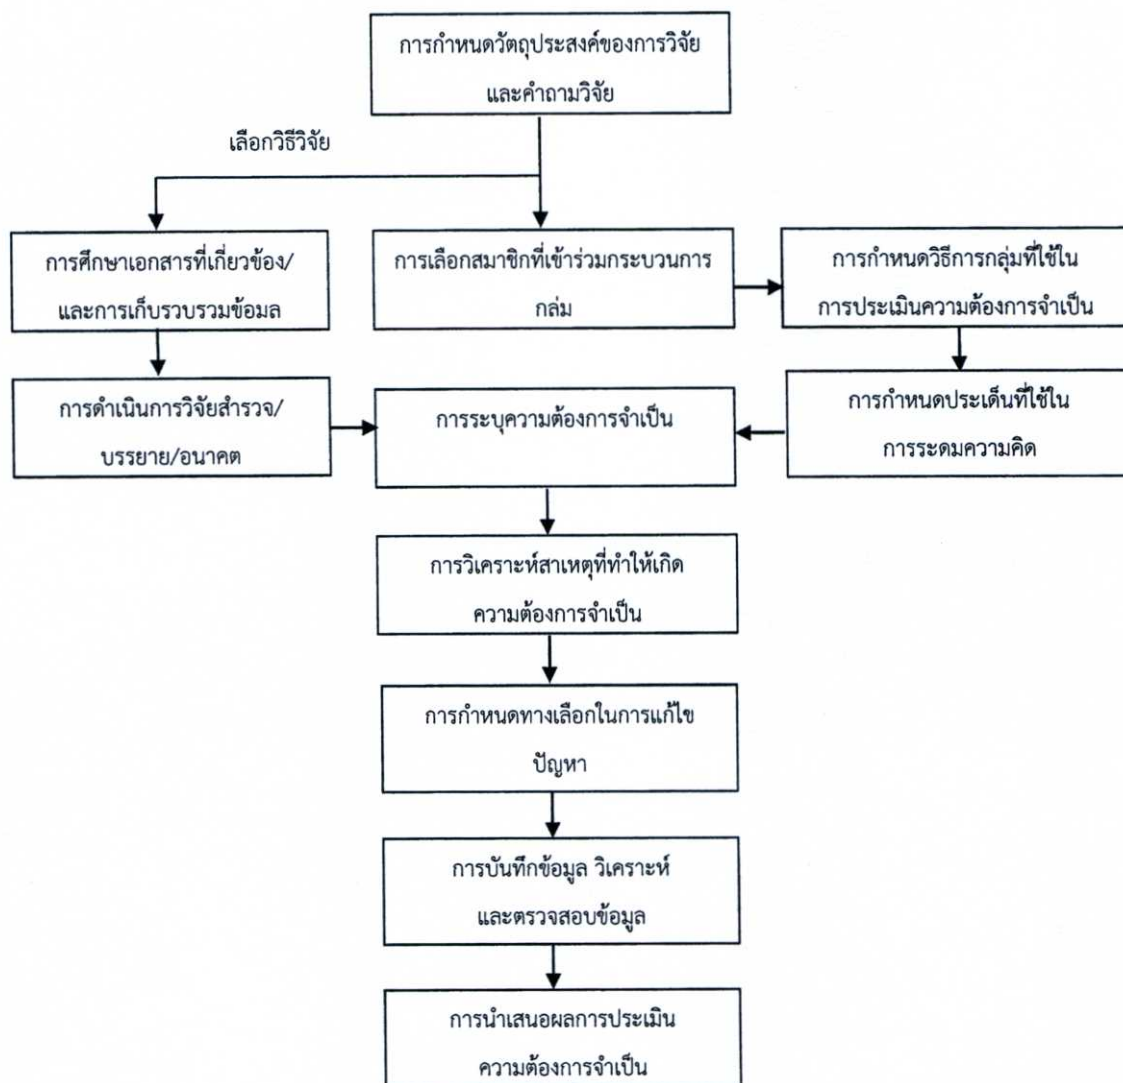 การกำหนดวัตถุประสงค์ของการวิจัย
และคำถามวิจัย
เลือกวิธีวิจัย
การศึกษาเอกสารที่เกี่ยวข้อง/
และการเก็บรวบรวมข้อมล
การเลือกสมาชิกที่เข้าร่วมกระบวนการ
กล่ม
การกำหนดวิธีการกลุ่มที่ใช้ใน
การประเมินความต้องการจำเป็น
การดำเนินการวิจัยสำรวจ/
บรรยาย/อนาคต
การระบุความต้องการจำเป็น
การกำหนดประเด็นที่ใช้ใน
การระดมความคิด
การวิเคราะห์สาเหตุที่ทำให้เกิด
ความต้องการจำเป็น
การกำหนดทางเลือกในการแก้ไข
ปัญหา
การบันทึกข้อมูล วิเคราะห์
และตรวจสอบข้อมูล
การนำเสนอผลการประเมิน
ความต้องการจำเป็น